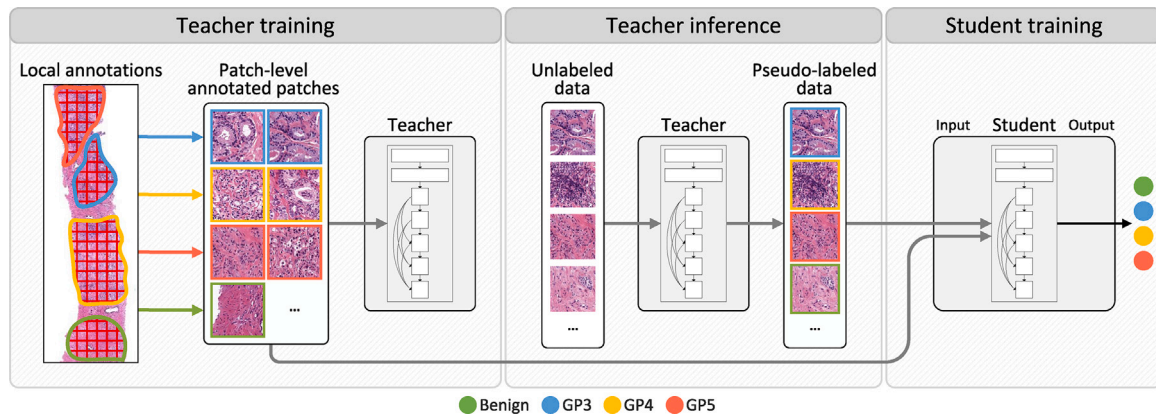 Teacher training
Teacher inference
Student training
Local annotations
Patch-level
annotated patches
Teacher
...
Unlabeled
data
...
Teacher
Pseudo-labeled
data
...
Input
Student
Output
Benign
GP3
GP4
GP5